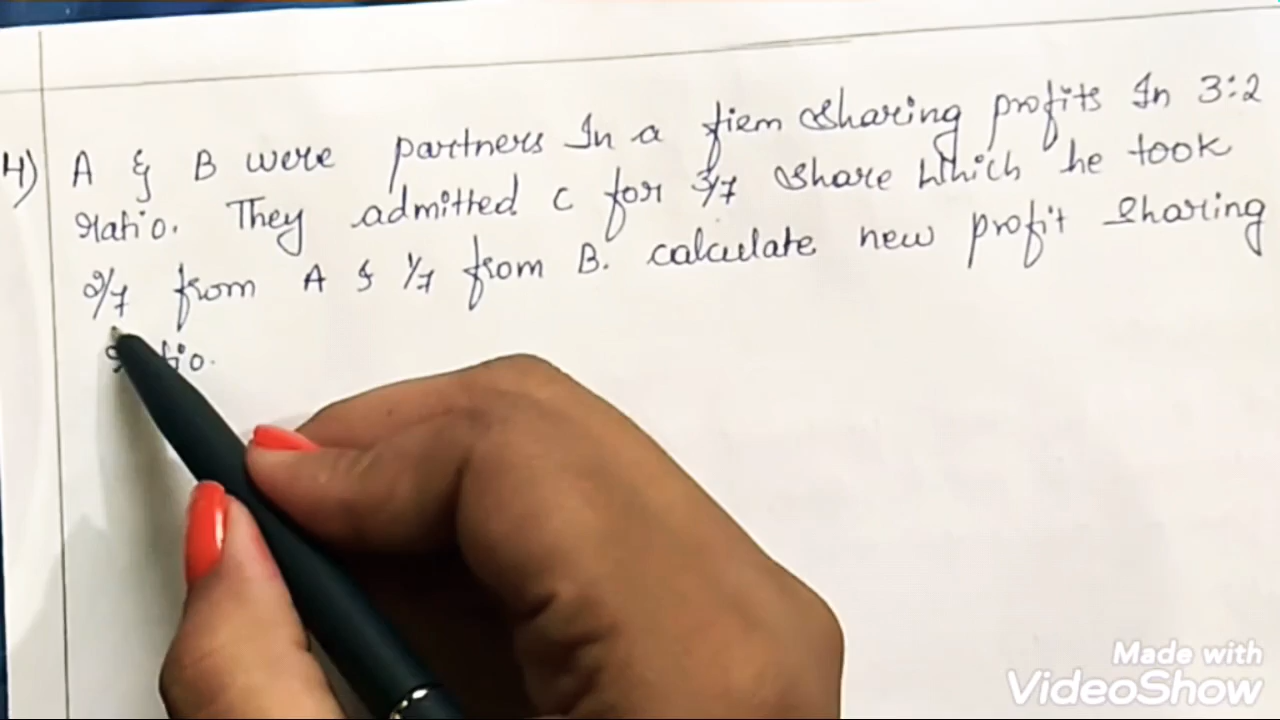 4) A & B were partners In a firm sharing profits In 3:2
ratio. They admitted C for 3/7 share which he took
2/7 from A & 1/7 from B. calculate new profit sharing
ratio.
Made with
VideoShow